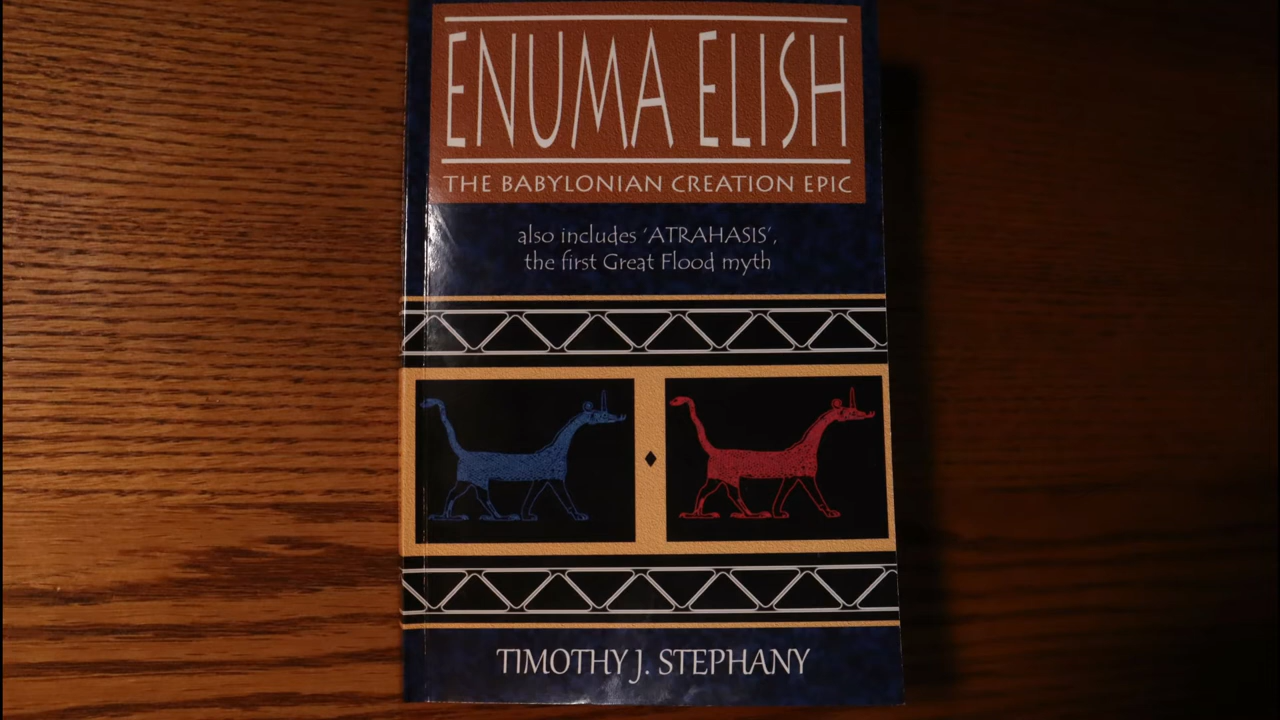 ENUMA ELISH
THE BABYLONIAN CREATION EPIC
also includes ‘ATRAHASIS’,
the first Great Flood myth
TIMOTHY J. STEPHANY